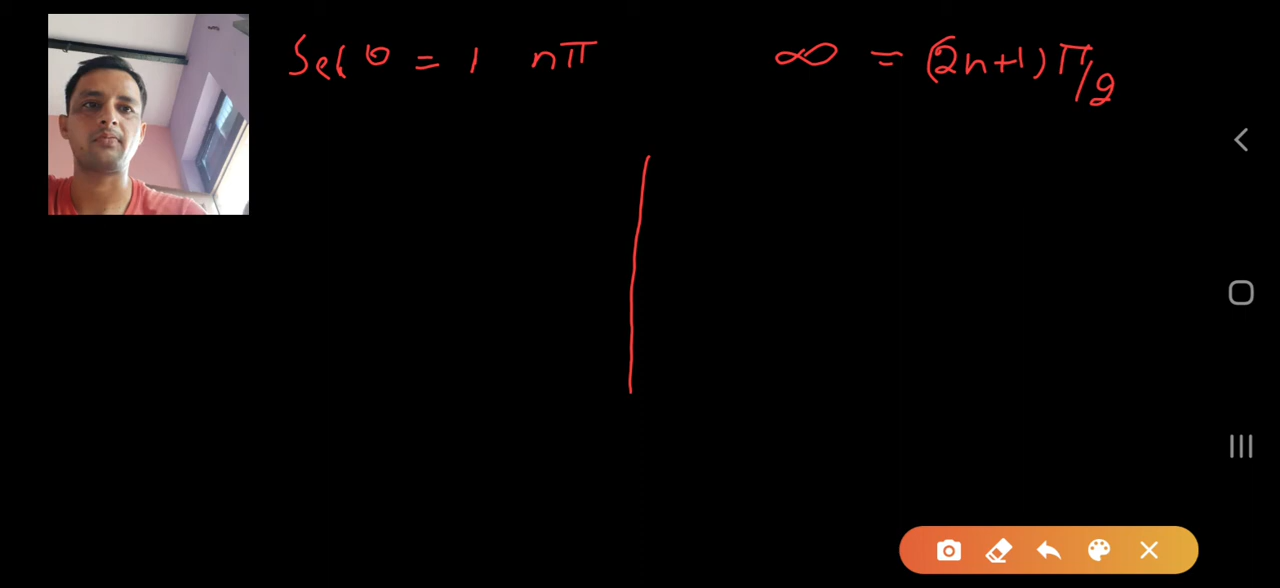 Sec θ = 1 nπ ∞ = (2n+1) π/2